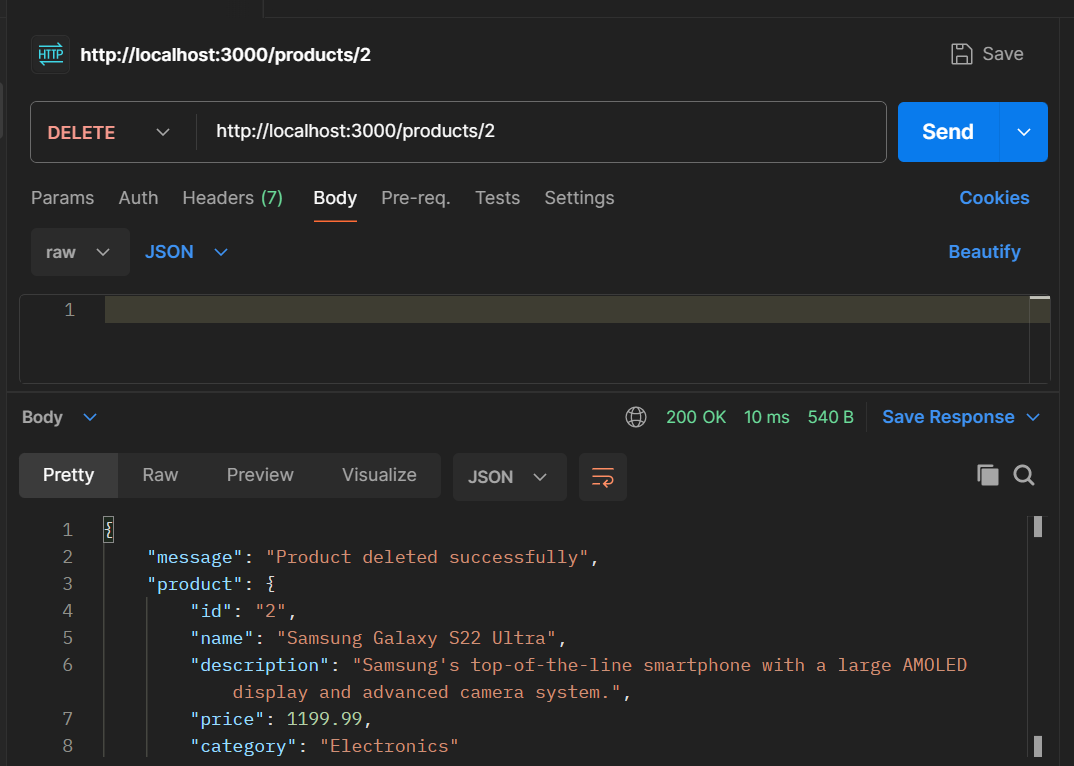 HTTP http://localhost:3000/products/2 Save
DELETE http://localhost:3000/products/2 Send
Params Auth Headers (7) Body Pre-req. Tests Settings Cookies
raw JSON Beautify
1
Body 200 OK 10 ms 540 B Save Response
Pretty Raw Preview Visualize JSON
1 {
2 "message": "Product deleted successfully",
3 "product": {
4 "id": "2",
5 "name": "Samsung Galaxy S22 Ultra",
6 "description": "Samsung's top-of-the-line smartphone with a large AMOLED
display and advanced camera system.",
7 "price": 1199.99,
8 "category": "Electronics"